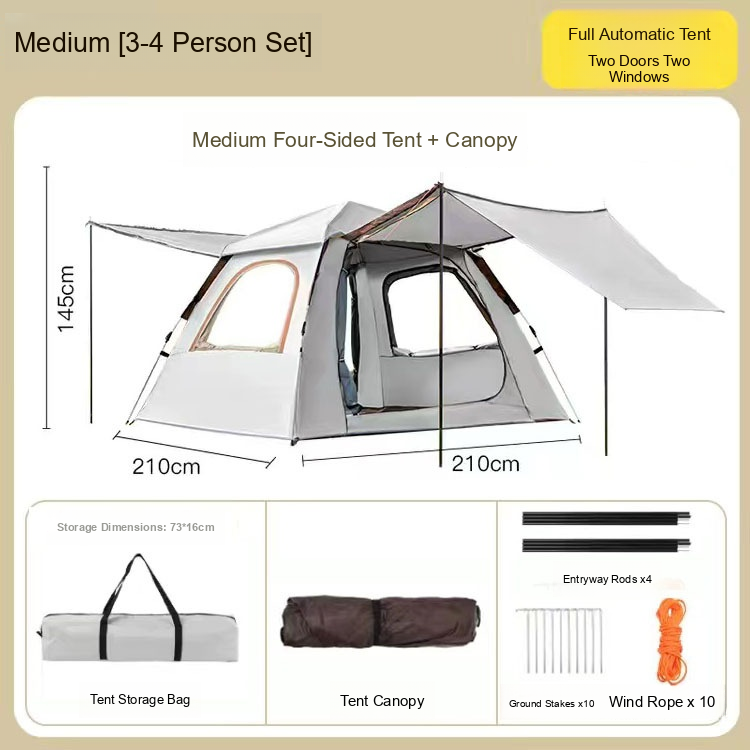 Medium [3-4 Person Set]
Full Automatic Tent
Two Doors Two
Windows
Medium Four-Sided Tent + Canopy
145cm
210cm
210cm
Storage Dimensions: 73*16cm
Tent Storage Bag
Tent Canopy
Entryway Rods x4
Ground Stakes x10
Wind Rope x 10